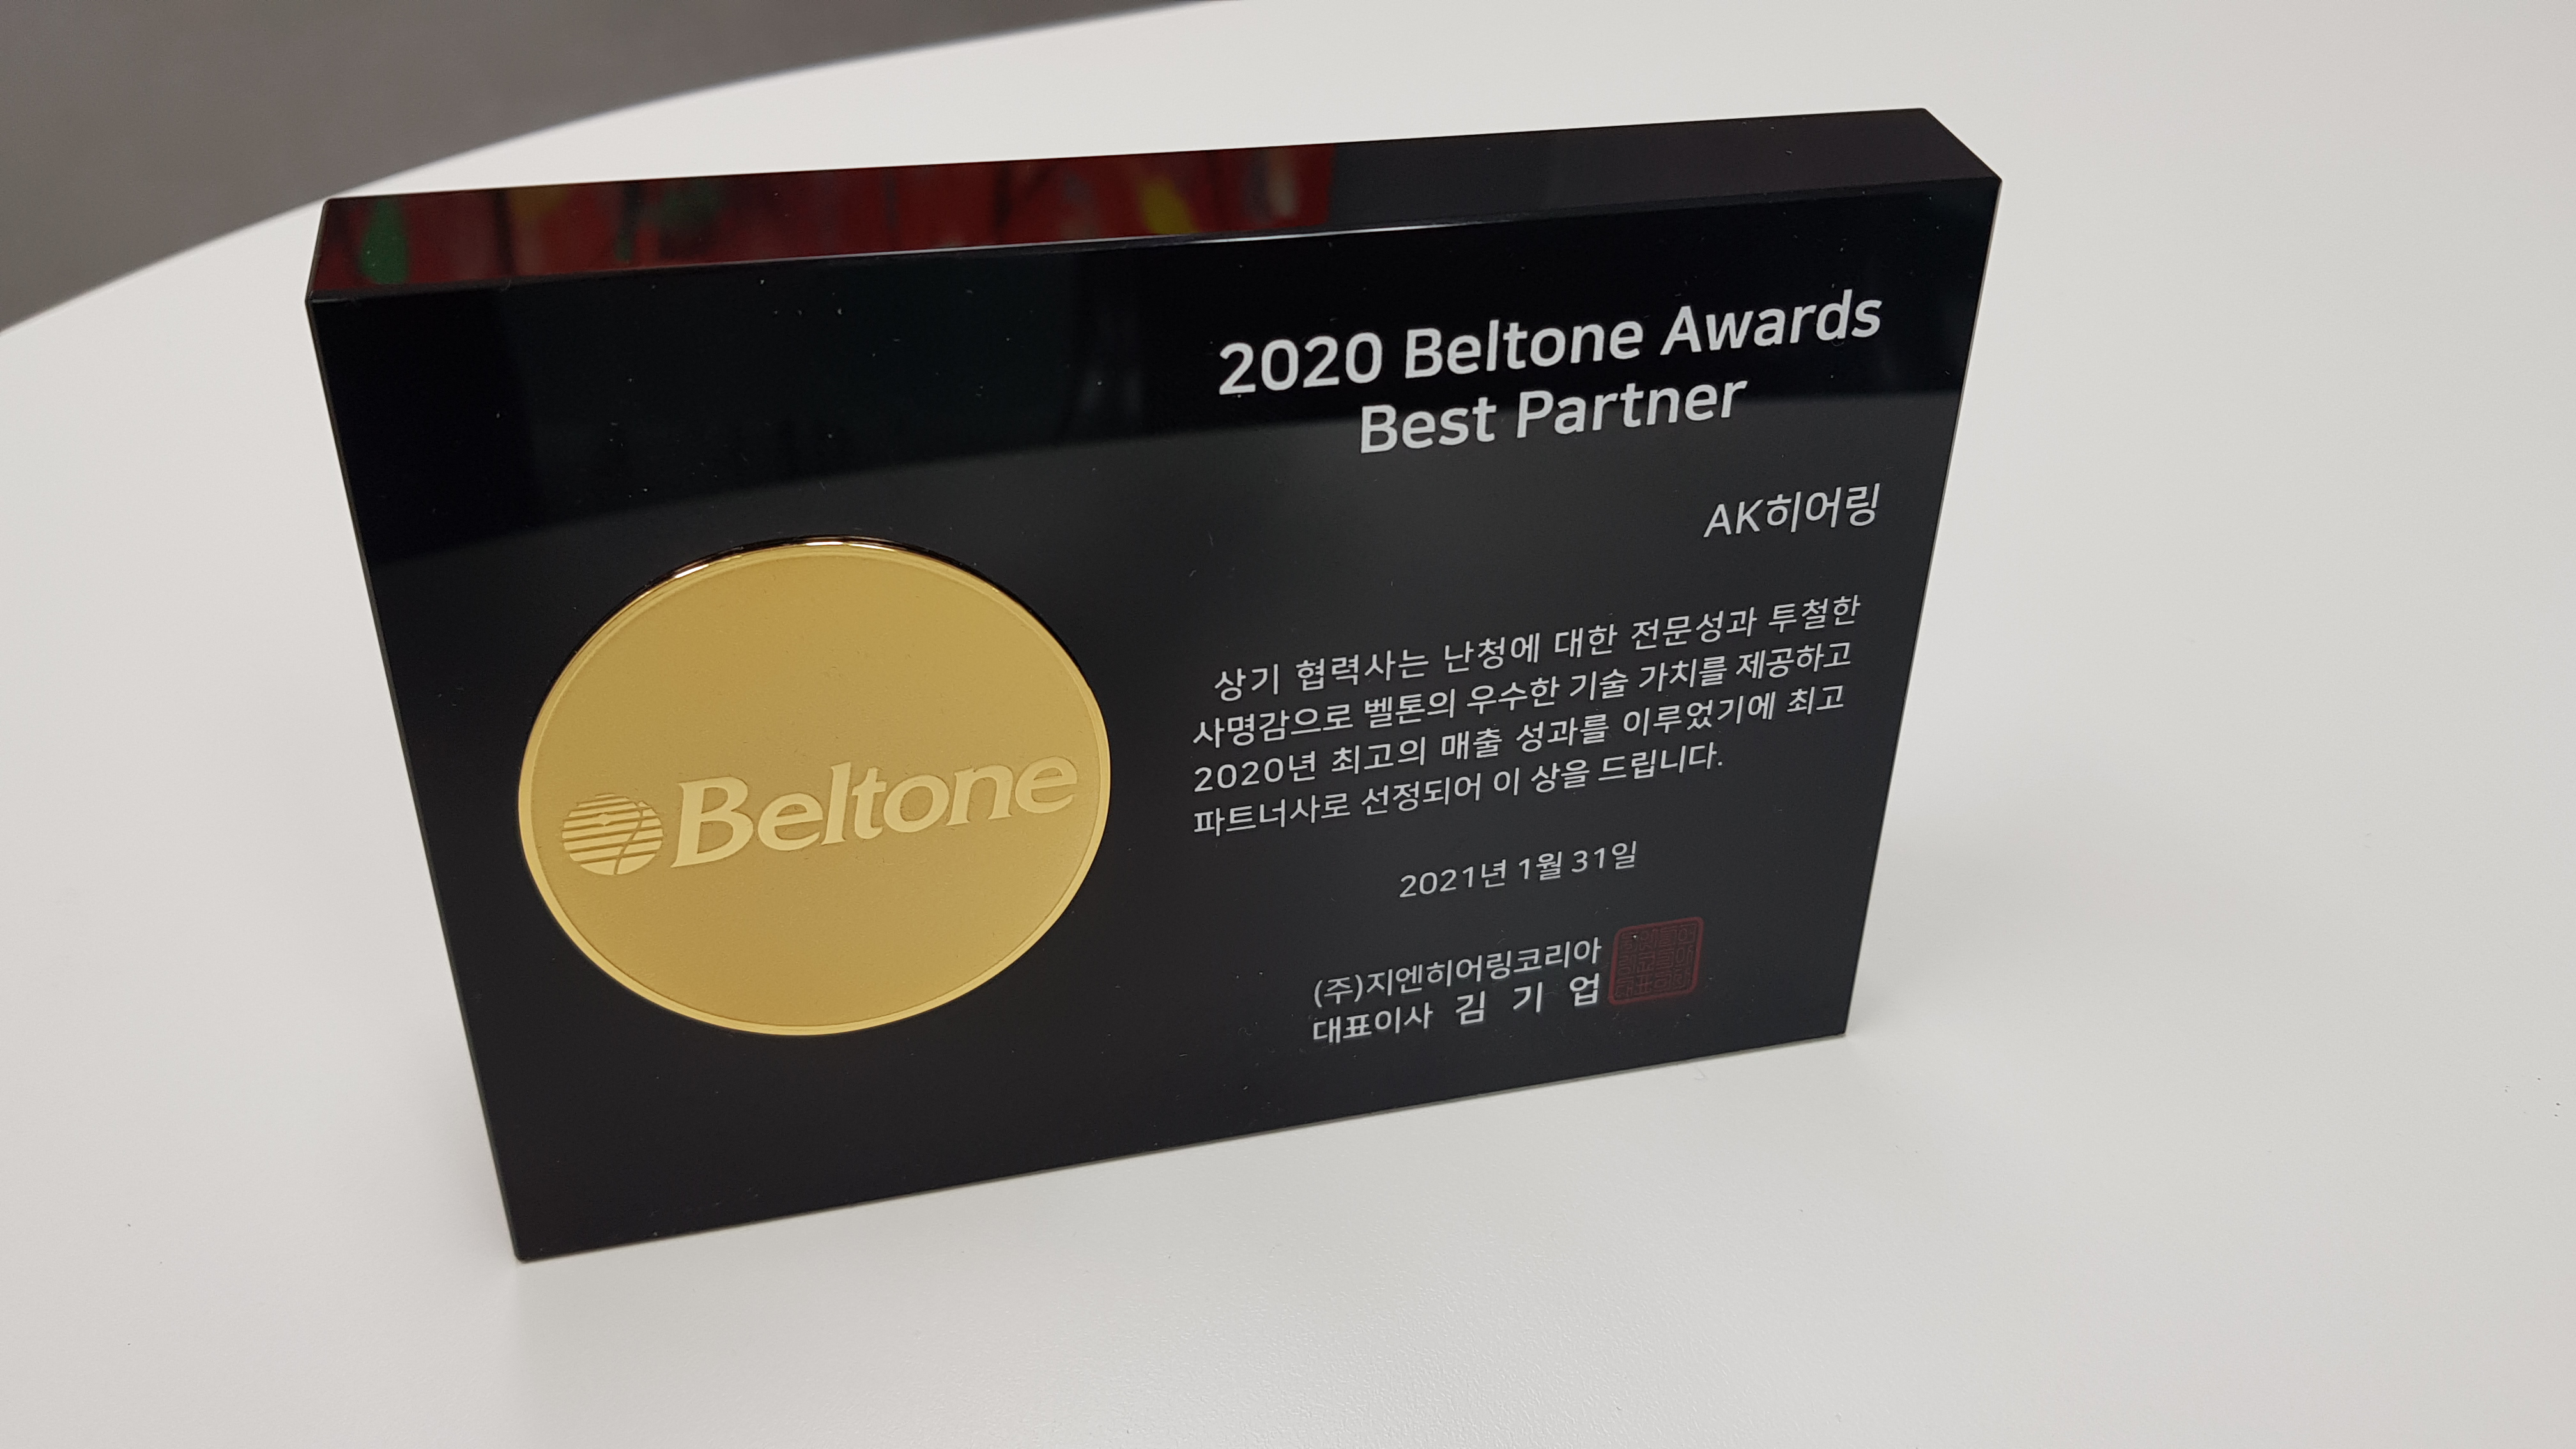 2020 Beltone Awards
Best Partner
AK히어링
상기 협력사는 난청에 대한 전문성과 투철한
사명감으로 벨톤의 우수한 기술 가치를 제공하고
2020년 최고의 매출 성과를 이루었기에 최고
파트너사로 선정되어 이 상을 드립니다.
2021년 1월 31일
(주)지엔히어링코리아
대표이사 김 기 업
Beltone